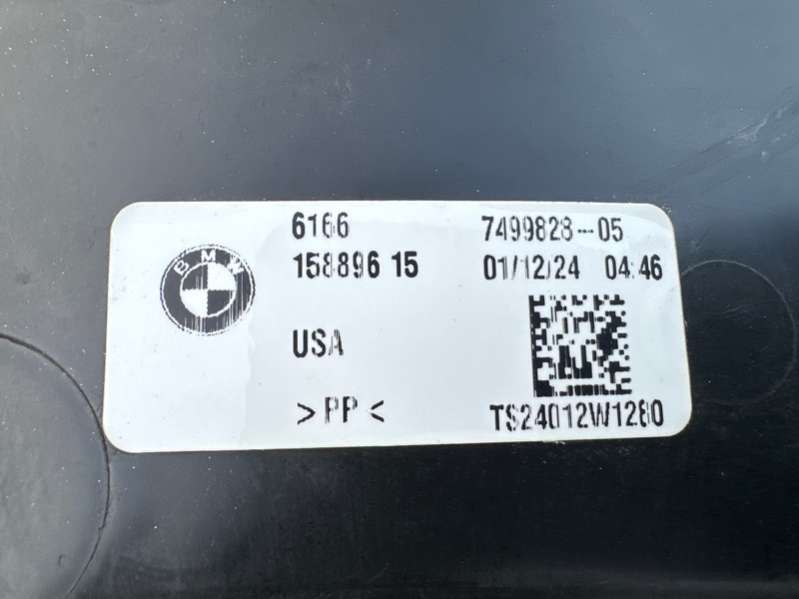 BMW
6166 7499828--05
158896 15 01/12/24 04:46
USA
>PP<
TS24012W1280